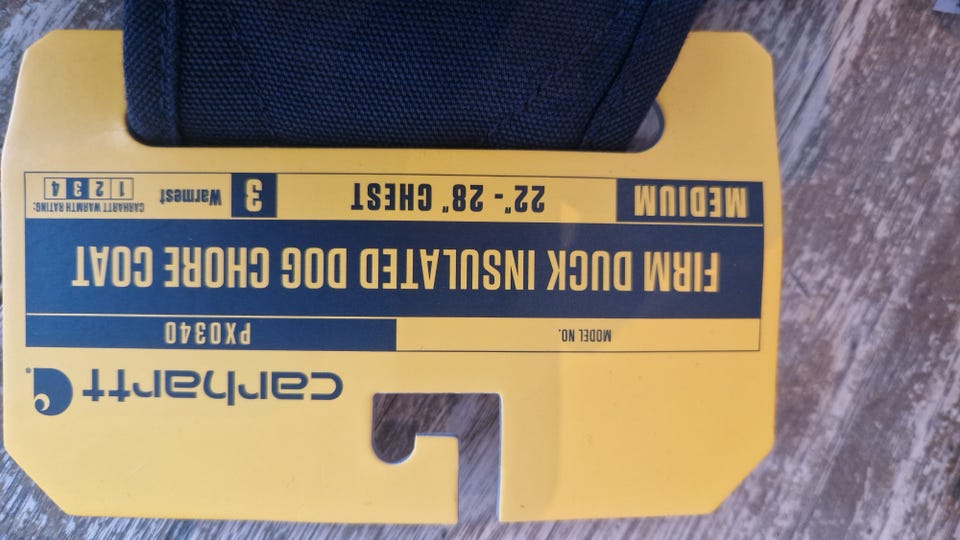 carhartt®
MODEL NO. PX0340
FIRM DUCK INSULATED DOG CHORE COAT
MEDIUM 22" - 28" CHEST 3 Warmest CARHARTT WARMTH RATING:
1 2 3 4